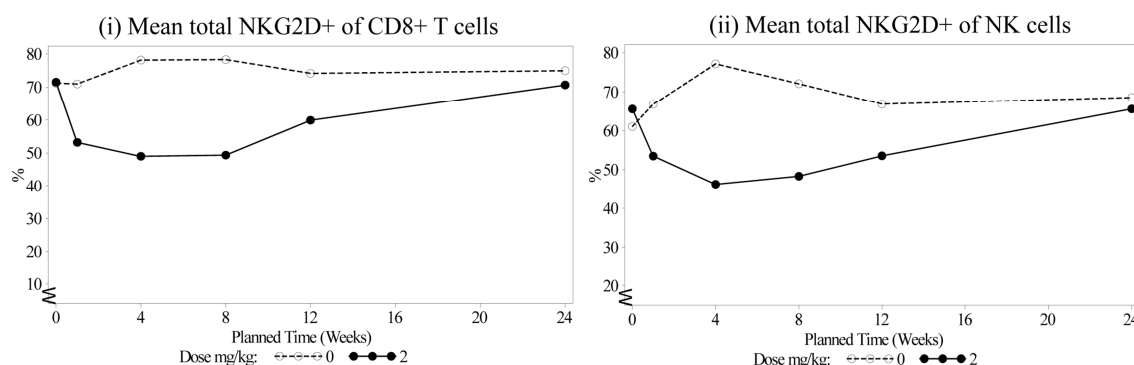 (i) Mean total NKG2D+ of CD8+ T cells
80
70
60
50
40
30
20
10
%
0 4 8 12 16 20 24
Planned Time (Weeks)
Dose mg/kg: 0 2
(ii) Mean total NKG2D+ of NK cells
80
70
60
50
40
30
20
%
0 4 8 12 16 20 24
Planned Time (Weeks)
Dose mg/kg: 0 2